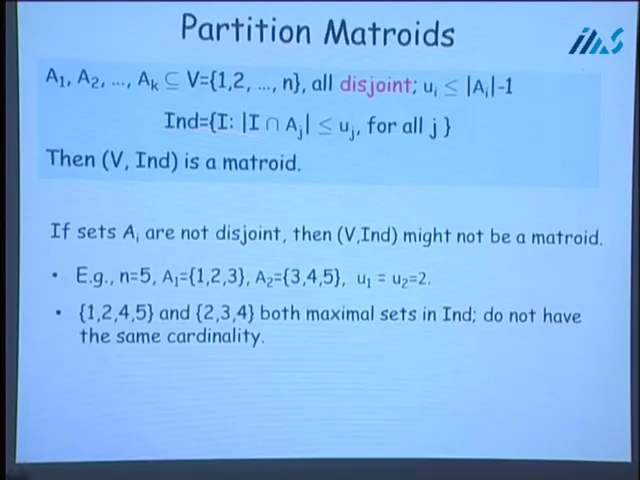 Partition Matroids
IMS
A₁, A₂, ..., Aₖ ⊆ V={1,2, ..., n}, all disjoint; uᵢ ≤ |Aᵢ|-1
Ind={I: |I ∩ Aⱼ| ≤ uⱼ, for all j }
Then (V, Ind) is a matroid.
If sets Aᵢ are not disjoint, then (V,Ind) might not be a matroid.
• E.g., n=5, A₁={1,2,3}, A₂={3,4,5}, u₁ = u₂=2.
• {1,2,4,5} and {2,3,4} both maximal sets in Ind; do not have
the same cardinality.